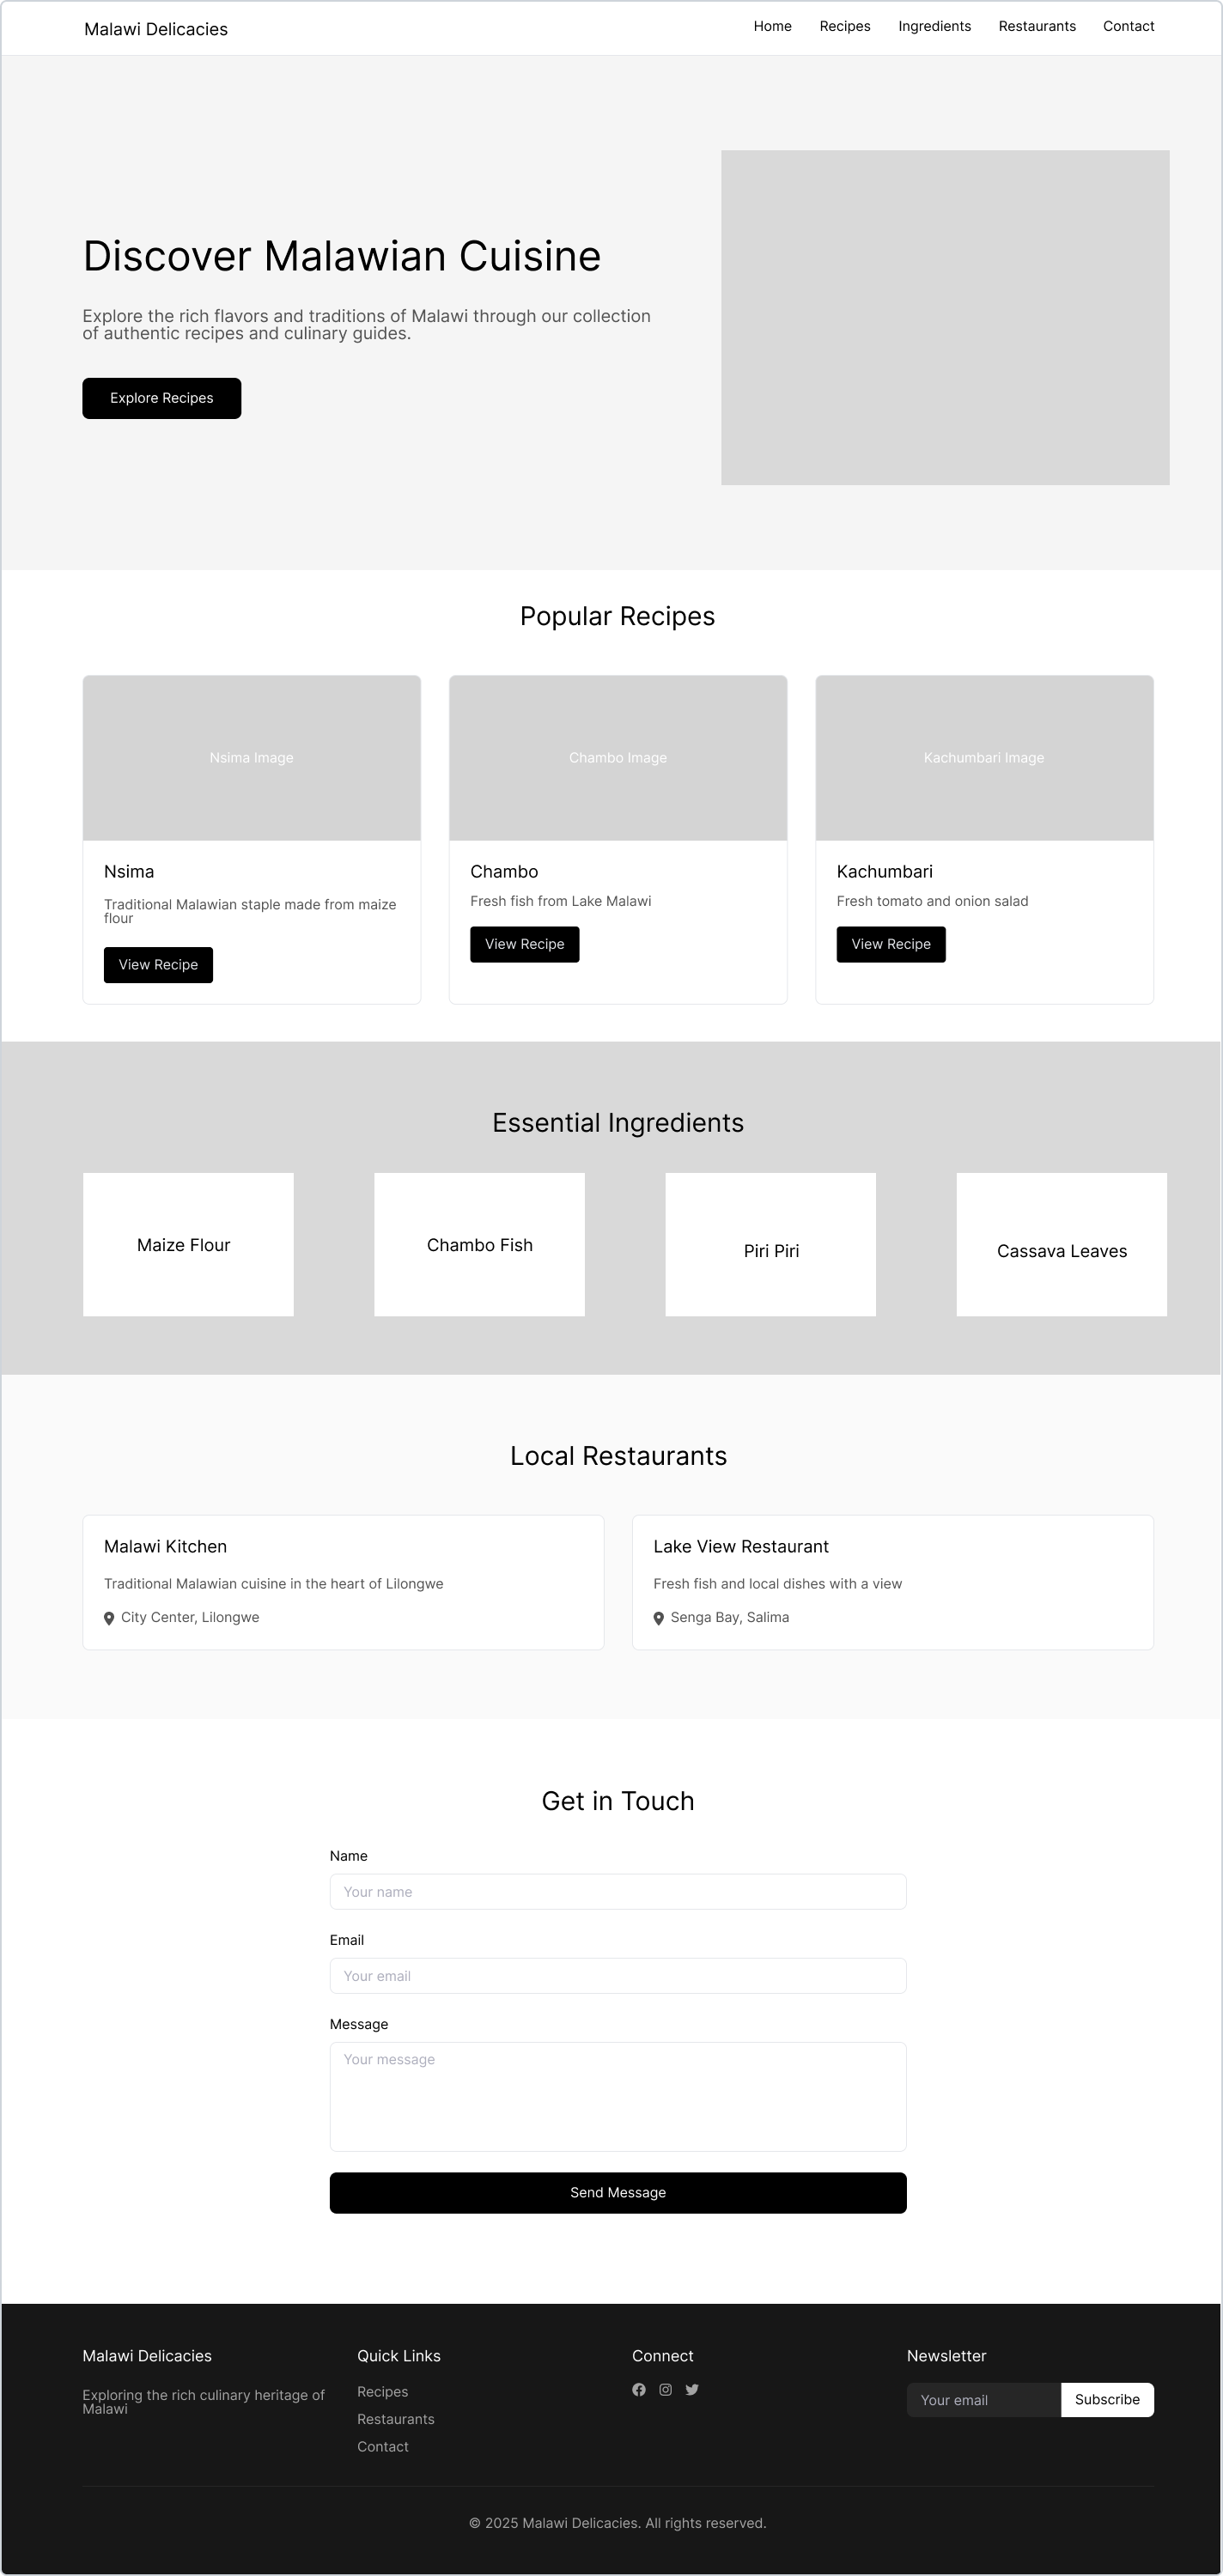 Malawi Delicacies
Home Recipes Ingredients Restaurants Contact
Discover Malawian Cuisine
Explore the rich flavors and traditions of Malawi through our collection
of authentic recipes and culinary guides.
Explore Recipes
Popular Recipes
Nsima Image
Nsima
Traditional Malawian staple made from maize
flour
View Recipe
Chambo Image
Chambo
Fresh fish from Lake Malawi
View Recipe
Kachumbari Image
Kachumbari
Fresh tomato and onion salad
View Recipe
Essential Ingredients
Maize Flour
Chambo Fish
Piri Piri
Cassava Leaves
Local Restaurants
Malawi Kitchen
Traditional Malawian cuisine in the heart of Lilongwe
City Center, Lilongwe
Lake View Restaurant
Fresh fish and local dishes with a view
Senga Bay, Salima
Get in Touch
Name
Your name
Email
Your email
Message
Your message
Send Message
Malawi Delicacies
Exploring the rich culinary heritage of
Malawi
Quick Links
Recipes
Restaurants
Contact
Connect
Newsletter
Your email
Subscribe
© 2025 Malawi Delicacies. All rights reserved.